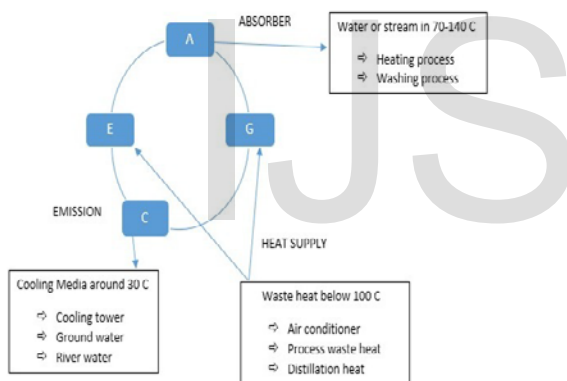 ABSORBER
A
Water or stream in 70-140 C
⇨ Heating process
⇨ Washing process
E
G
EMISSION
C
HEAT SUPPLY
Cooling Media around 30 C
⇨ Cooling tower
⇨ Ground water
⇨ River water
Waste heat below 100 C
⇨ Air conditioner
⇨ Process waste heat
⇨ Distillation heat
IJS